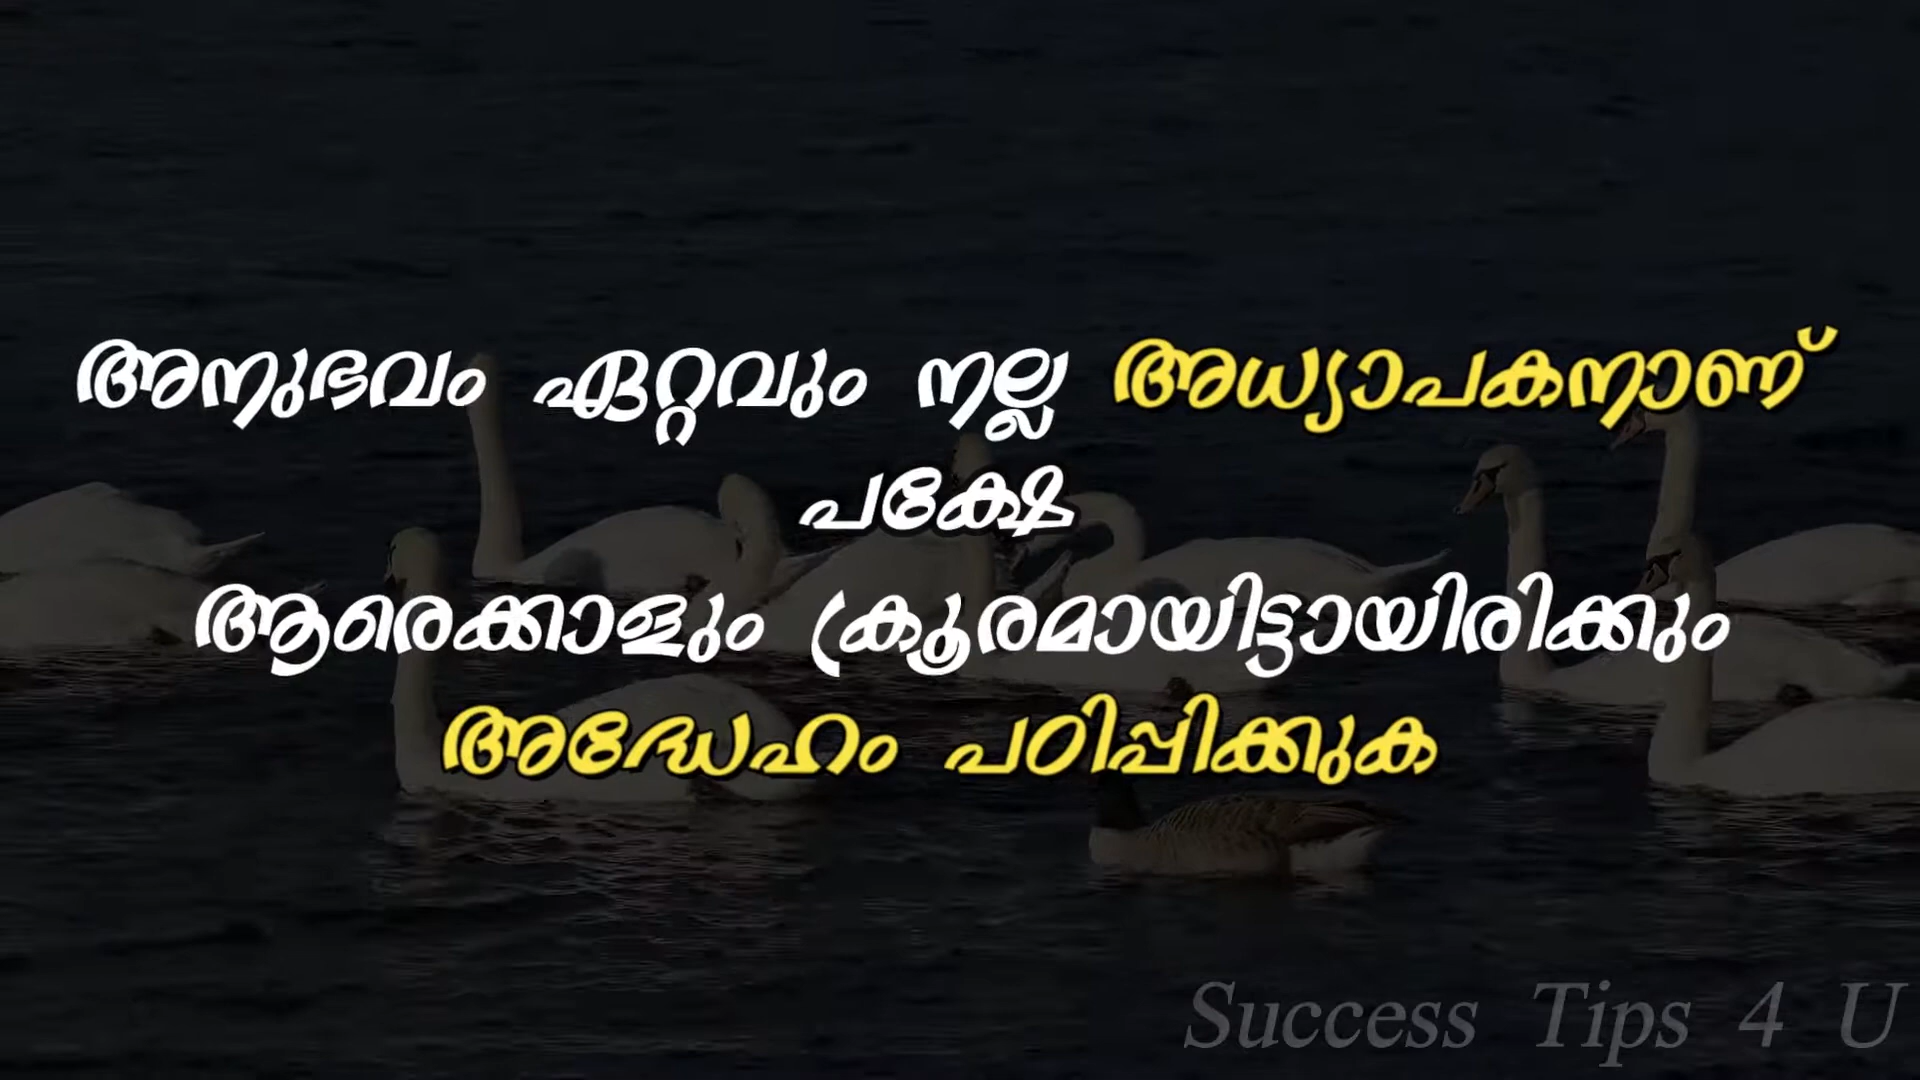 അനുഭവം ഏറ്റവും നല്ല അധ്യാപകനാണ്
പക്ഷേ
ആരെക്കാളും ക്രൂരമായിട്ടായിരിക്കും
അദ്ധേഹം പഠിപ്പിക്കുക
Success Tips 4 U